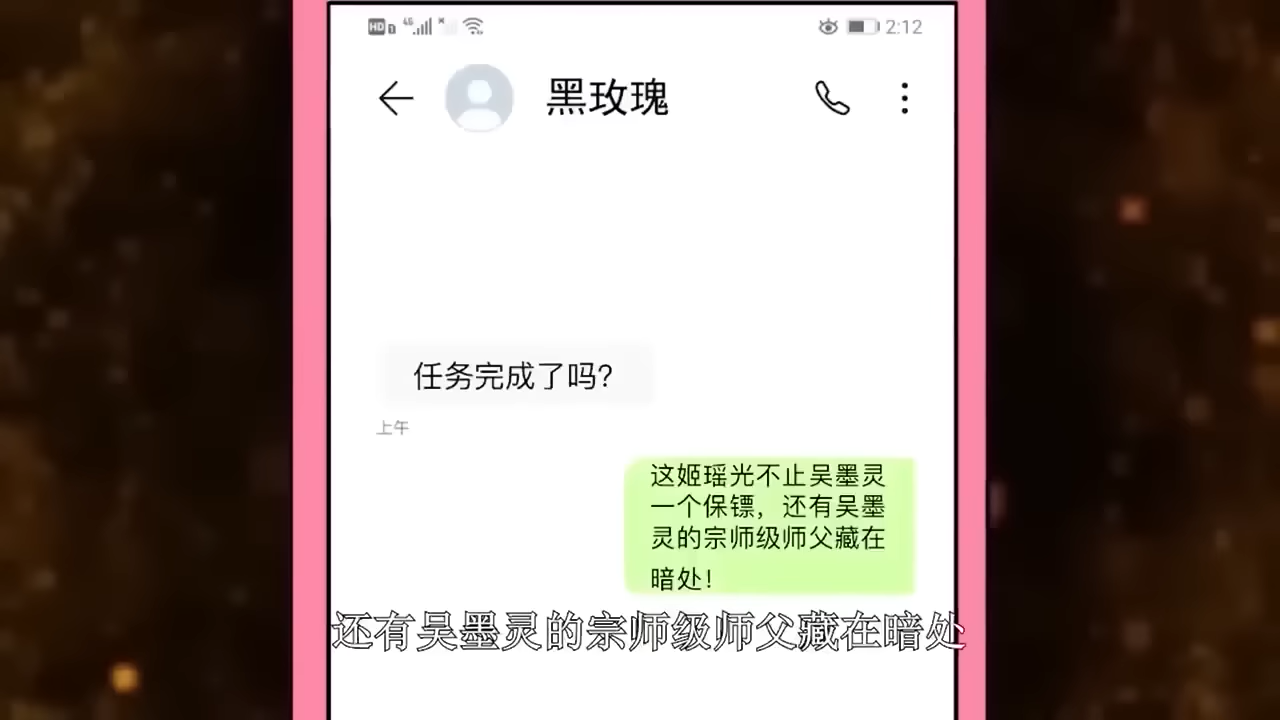 HD 4G 2:12
黑玫瑰
任务完成了吗?
上午
这姬瑶光不止吴墨灵
一个保镖，还有吴墨
灵的宗师级师父藏在
暗处!
还有吴墨灵的宗师级师父藏在暗处